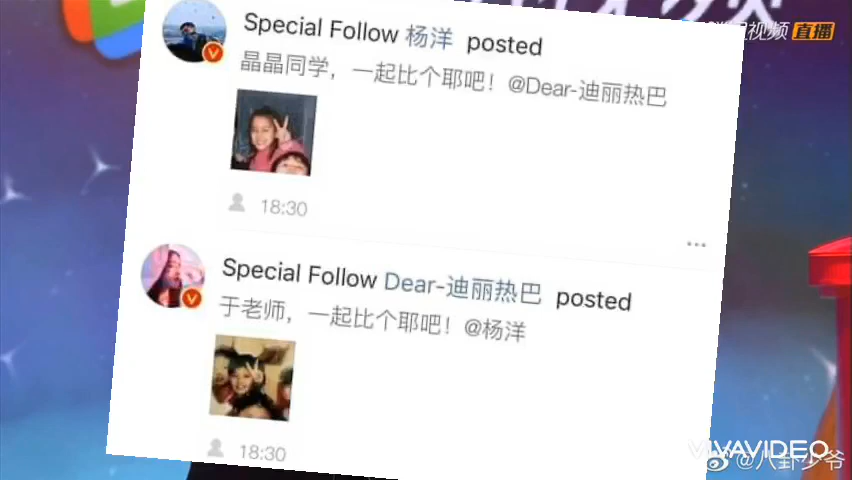 视频 直播
Special Follow 杨洋 posted
晶晶同学，一起比个耶吧！@Dear-迪丽热巴
18:30
Special Follow Dear-迪丽热巴 posted
于老师，一起比个耶吧！@杨洋
18:30
VIVAVIDEO
@八卦少爷